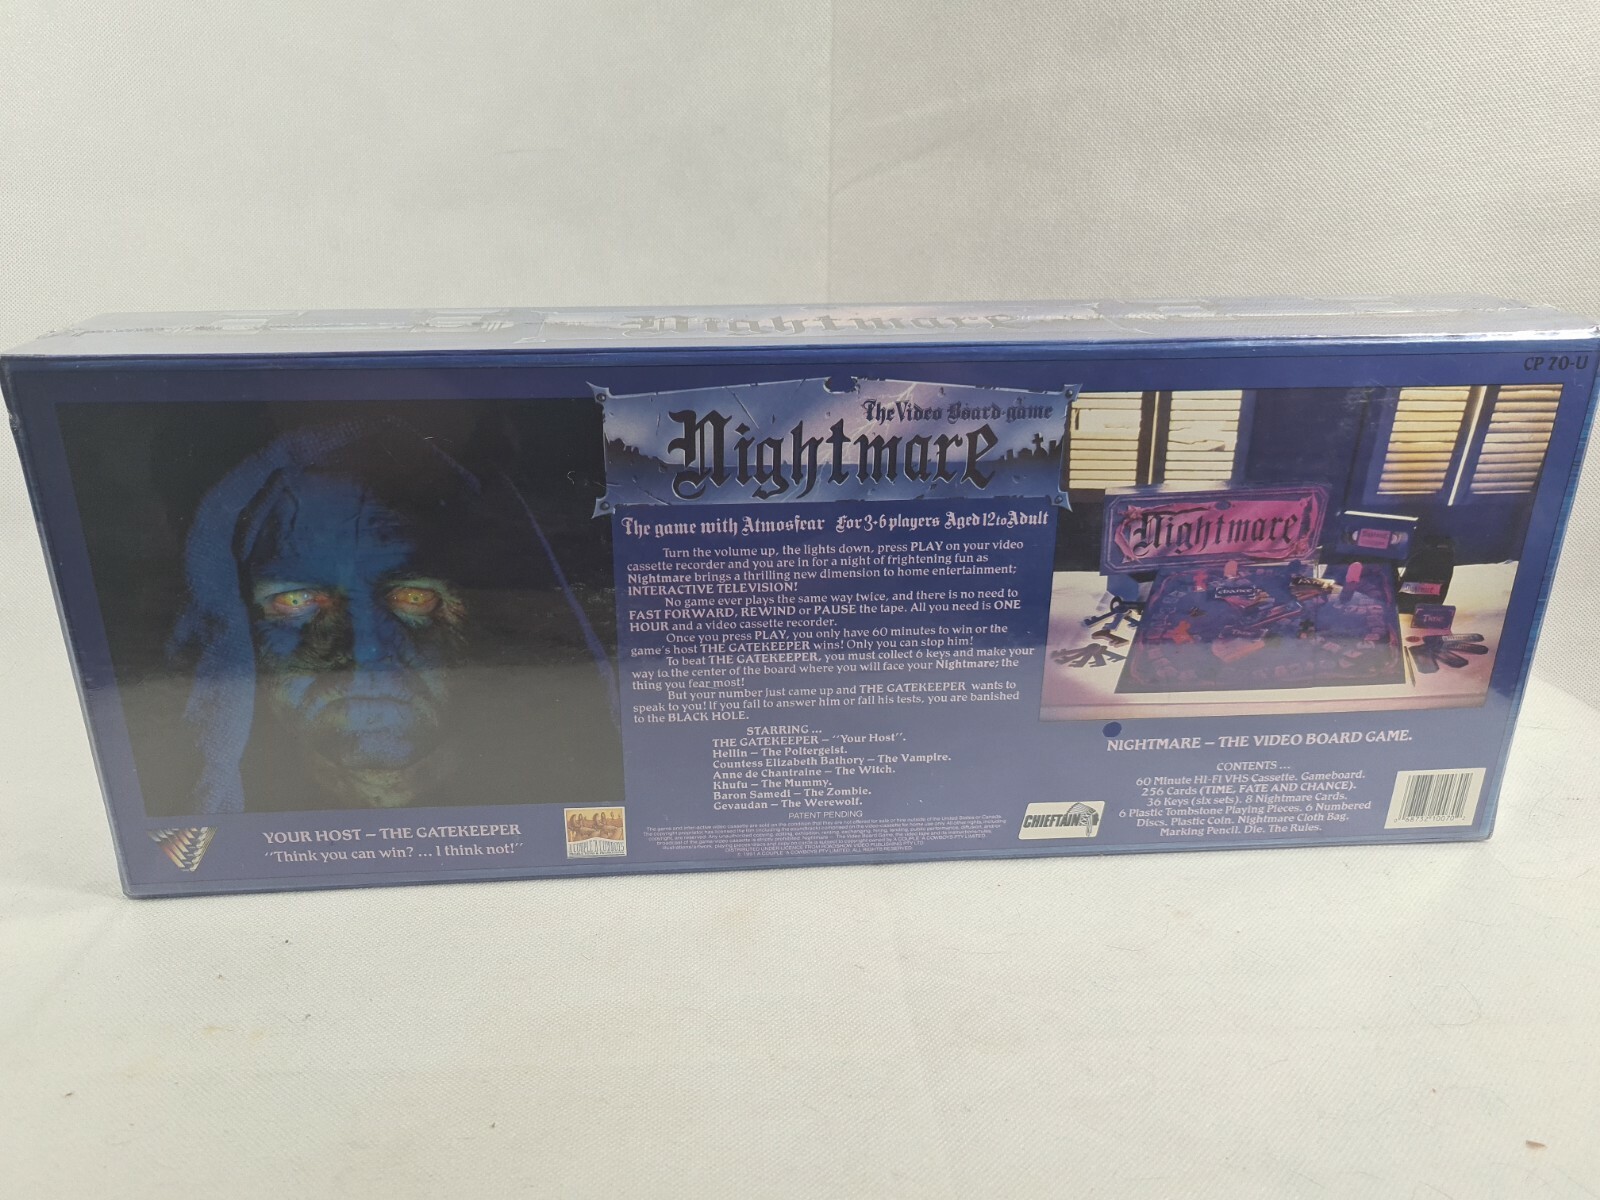 Nightmare
CP 70-U
The Video Board-game
Nightmare
The game with Atmosfear For 3-6 players Aged 12 to Adult
Turn the volume up, the lights down, press PLAY on your video
cassette recorder and you are in for a night of frightening fun as
Nightmare brings a thrilling new dimension to home entertainment;
INTERACTIVE TELEVISION!
No game ever plays the same way twice, and there is no need to
FAST FORWARD, REWIND or PAUSE the tape. All you need is ONE
HOUR and a video cassette recorder.
Once you press PLAY, you only have 60 minutes to win or the
game's host THE GATEKEEPER wins! Only you can stop him!
To beat THE GATEKEEPER, you must collect 6 keys and make your
way to the center of the board where you will face your Nightmare; the
thing you fear most!
But your number just came up and THE GATEKEEPER wants to
speak to you! If you fail to answer him or fail his tests, you are banished
to the BLACK HOLE.
STARRING ...
THE GATEKEEPER – "Your Host".
Hellin – The Poltergeist.
Countess Elizabeth Bathory – The Vampire.
Anne de Chantraine – The Witch.
Khufu – The Mummy.
Baron Samedi – The Zombie.
Gevaudan – The Werewolf.
PATENT PENDING
YOUR HOST – THE GATEKEEPER
"Think you can win? ... I think not!"
Nightmare
NIGHTMARE – THE VIDEO BOARD GAME.
CONTENTS ...
60 Minute HI-FI VHS Cassette. Gameboard.
256 Cards (TIME, FATE AND CHANCE).
36 Keys (six sets). 8 Nightmare Cards.
6 Plastic Tombstone Playing Pieces. 6 Numbered
Discs. Plastic Coin. Nightmare Cloth Bag.
Marking Pencil. Die. The Rules.
CHIEFTAIN